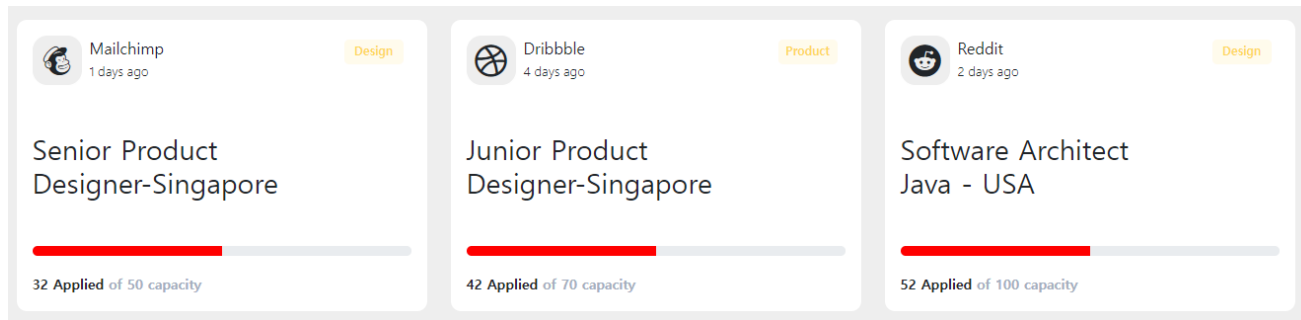 Mailchimp
1 days ago
Design
Senior Product
Designer-Singapore
32 Applied of 50 capacity
Dribbble
4 days ago
Product
Junior Product
Designer-Singapore
42 Applied of 70 capacity
Reddit
2 days ago
Design
Software Architect
Java - USA
52 Applied of 100 capacity